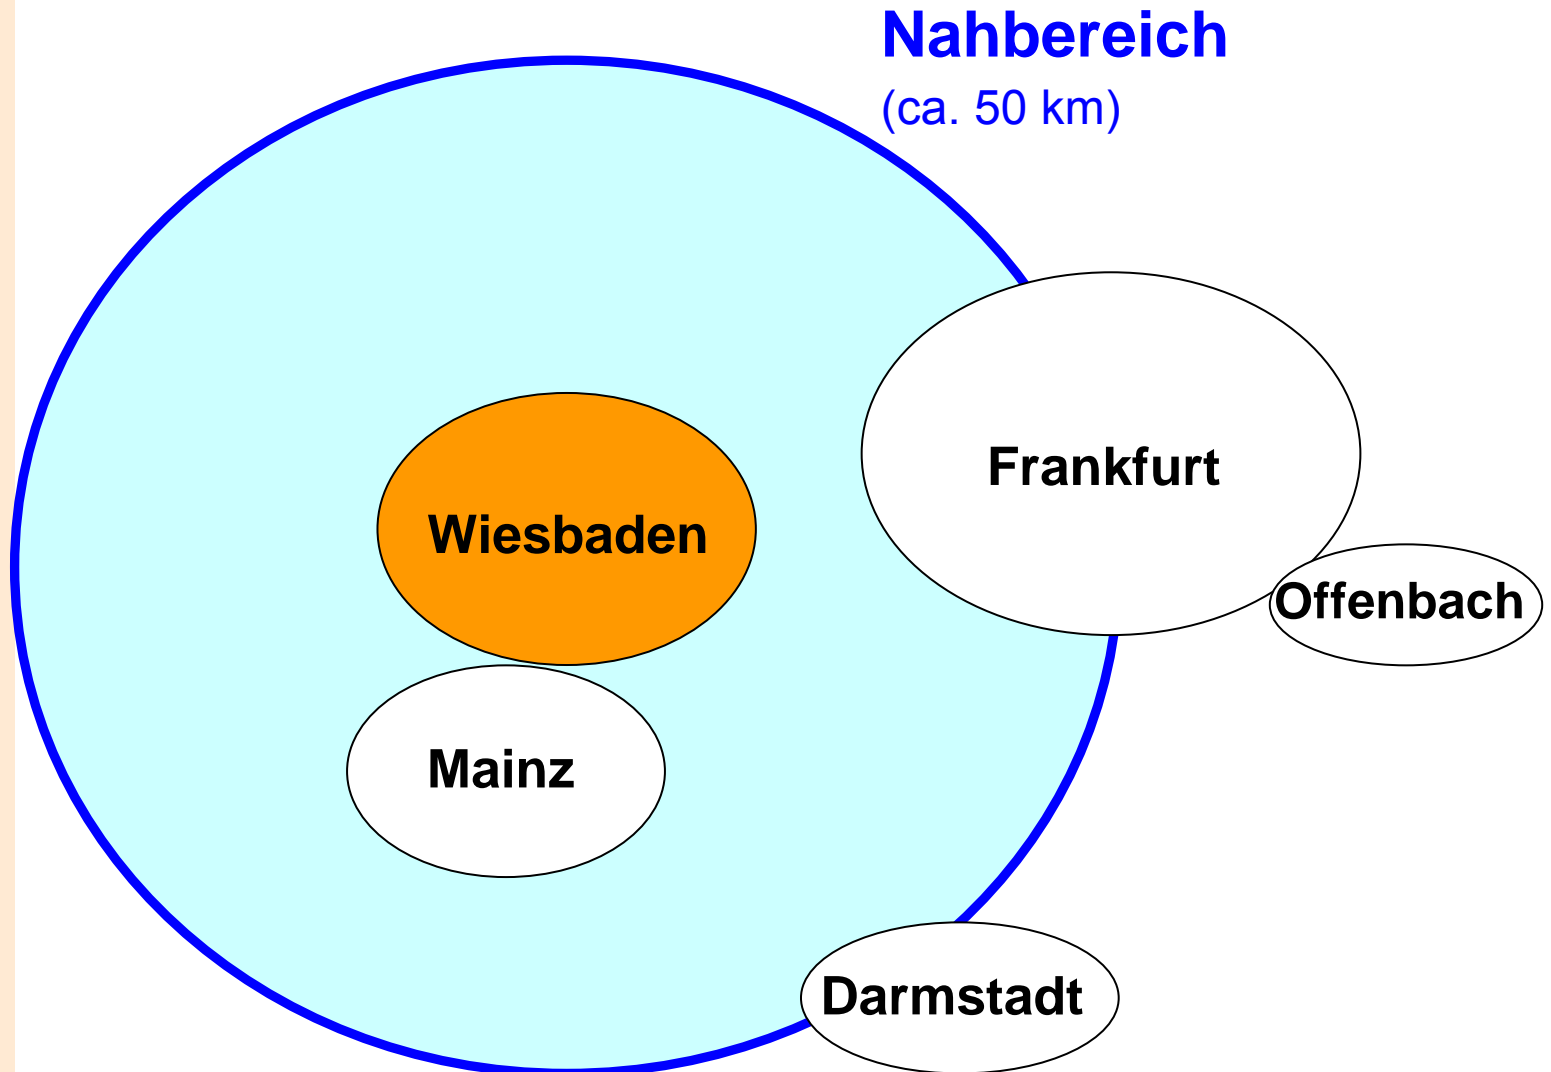 Nahbereich
(ca. 50 km)
Frankfurt
Wiesbaden
Offenbach
Mainz
Darmstadt